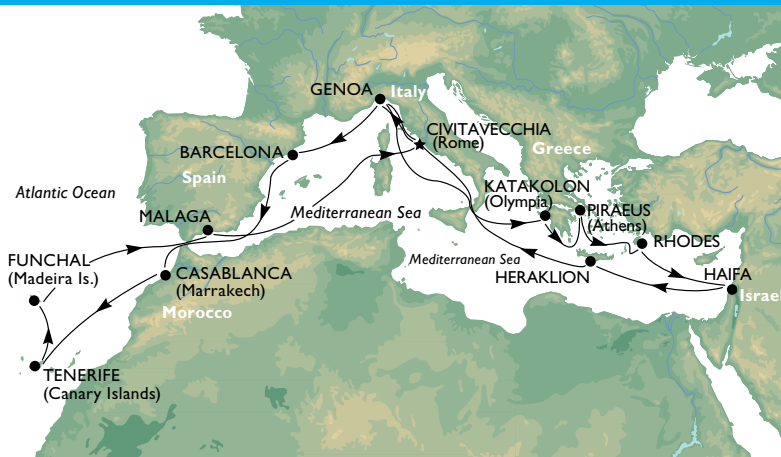 GENOA
Italy
CIVITAVECCHIA
(Rome)
BARCELONA
Greece
Spain
Atlantic Ocean
KATAKOLON
(Olympia)
MALAGA
Mediterranean Sea
PIRAEUS
(Athens)
RHODES
FUNCHAL
(Madeira Is.)
Mediterranean Sea
CASABLANCA
(Marrakech)
HERAKLION
HAIFA
Israel
Morocco
TENERIFE
(Canary Islands)